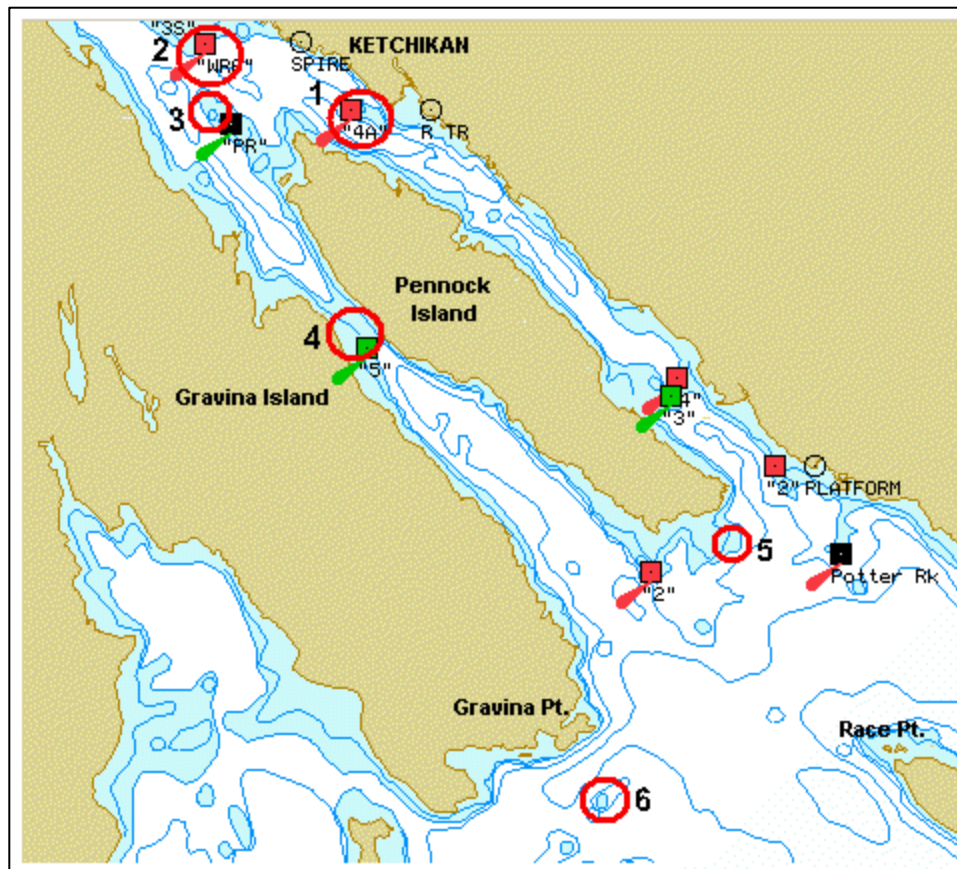 "3S"
2
"WR6"
SPIRE
KETCHIKAN
1
"4A"
R TR
3
"PR"
Pennock
Island
4
"5"
Gravina Island
"4"
"3"
"2"
PLATFORM
5
Potter Rk
"2"
Gravina Pt.
Race Pt.
6